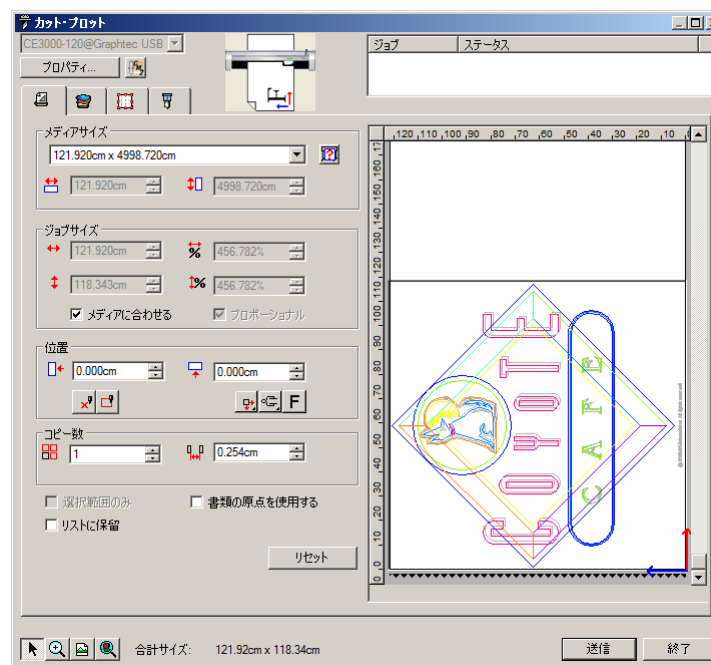 カット・プロット
CE3000-120@Graphtec USB
ジョブ ステータス
プロパティ...
メディアサイズ
121.920cm x 4998.720cm
121.920cm 4998.720cm
ジョブサイズ
121.920cm % 456.782%
118.343cm % 456.782%
メディアに合わせる プロポーショナル
位置
0.000cm 0.000cm
F
コピー数
1 0.254cm
選択範囲のみ 書類の原点を使用する
リストに保留
リセット
120 110 100 90 80 70 60 50 40 30 20 10
160 150 140 130 120 110 100 90 80 70 60 50 40 30 20 10 0
COYOTE
CAFE
合計サイズ: 121.92cm x 118.34cm
送信 終了